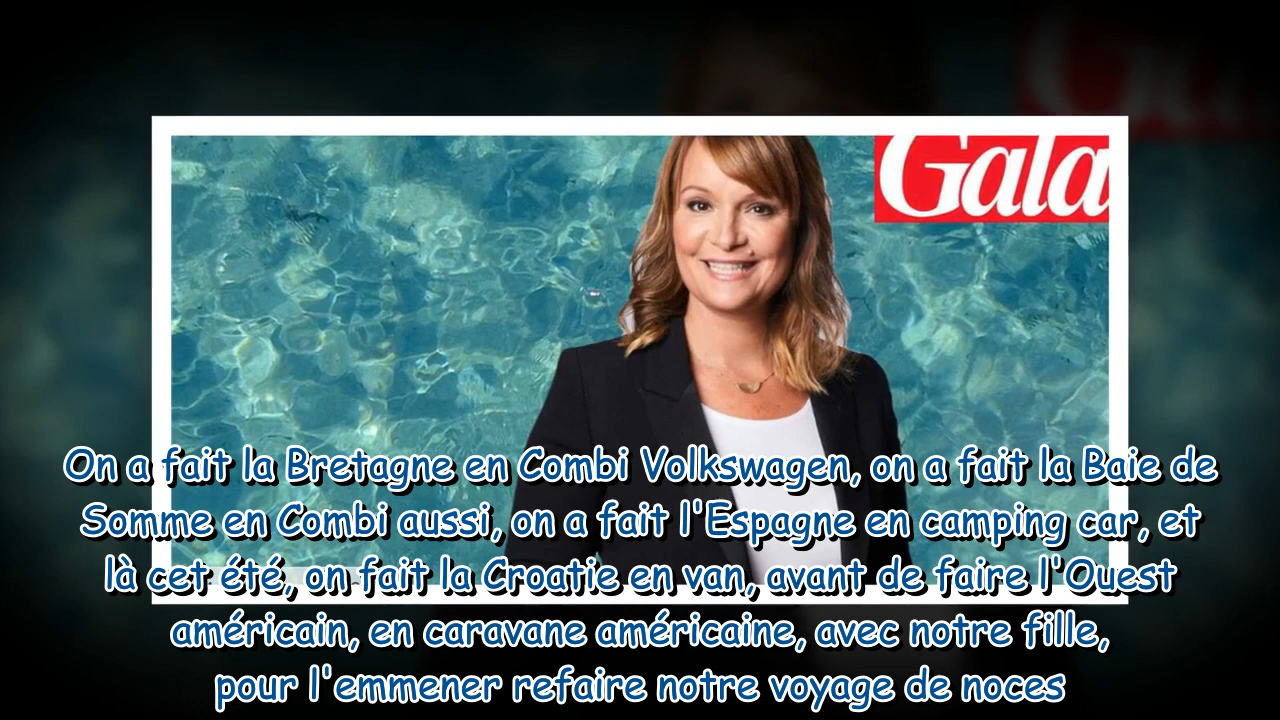 Gala
On a fait la Bretagne en Combi Volkswagen, on a fait la Baie de
Somme en Combi aussi, on a fait l'Espagne en camping car, et
là cet été, on fait la Croatie en van, avant de faire l'Ouest
américain, en caravane américaine, avec notre fille,
pour l'emmener refaire notre voyage de noces